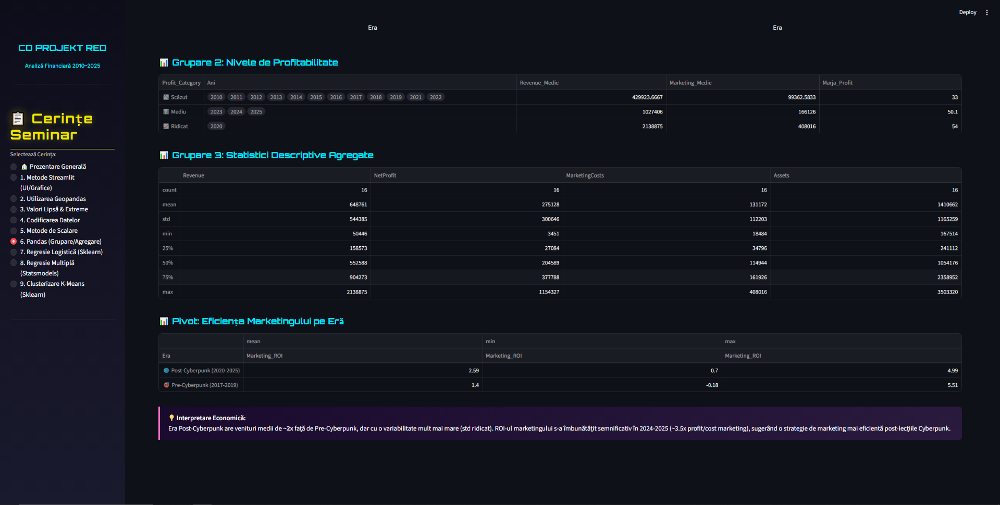 Deploy
Era Era
CD PROJEKT RED
Analiză Financiară 2010–2025
📋 Cerințe
Seminar
Selectează Cerința:
🏠 Prezentare Generală
1. Metode Streamlit
(UI/Grafice)
2. Utilizarea Geopandas
3. Valori Lipsă & Extreme
4. Codificarea Datelor
5. Metode de Scalare
6. Pandas (Grupare/Agregare)
7. Regresie Logistică (Sklearn)
8. Regresie Multiplă
(Statsmodels)
9. Clusterizare K-Means
(Sklearn)
📊 Grupare 2: Nivele de Profitabilitate
Profit_Category Ani Revenue_Medie Marketing_Medie Marja_Profit
📉 Scăzut 2010 2011 2012 2013 2014 2015 2016 2017 2018 2019 2021 2022 429923.6667 99362.5833 33
📊 Mediu 2023 2024 2025 1027406 166126 50.1
📈 Ridicat 2020 2138875 408016 54
📊 Grupare 3: Statistici Descriptive Agregate
Revenue NetProfit MarketingCosts Assets
count 16 16 16 16
mean 648761 275128 131172 1410662
std 544385 300646 112203 1165259
min 50446 -3451 18484 167514
25% 158573 27084 34796 241112
50% 552588 204589 114944 1054176
75% 904273 377788 161926 2358952
max 2138875 1154327 408016 3503320
📊 Pivot: Eficiența Marketingului pe Eră
mean min max
Era Marketing_ROI Marketing_ROI Marketing_ROI
🌐 Post-Cyberpunk (2020-2025) 2.59 0.7 4.99
🎯 Pre-Cyberpunk (2017-2019) 1.4 -0.18 5.51
💡 Interpretare Economică:
Era Post-Cyberpunk are venituri medii de ~2x față de Pre-Cyberpunk, dar cu o variabilitate mult mai mare (std ridicat). ROI-ul marketingului s-a îmbunătățit semnificativ în 2024-2025 (~3.5x profit/cost marketing), sugerând o strategie de marketing mai eficientă post-lecțiile Cyberpunk.